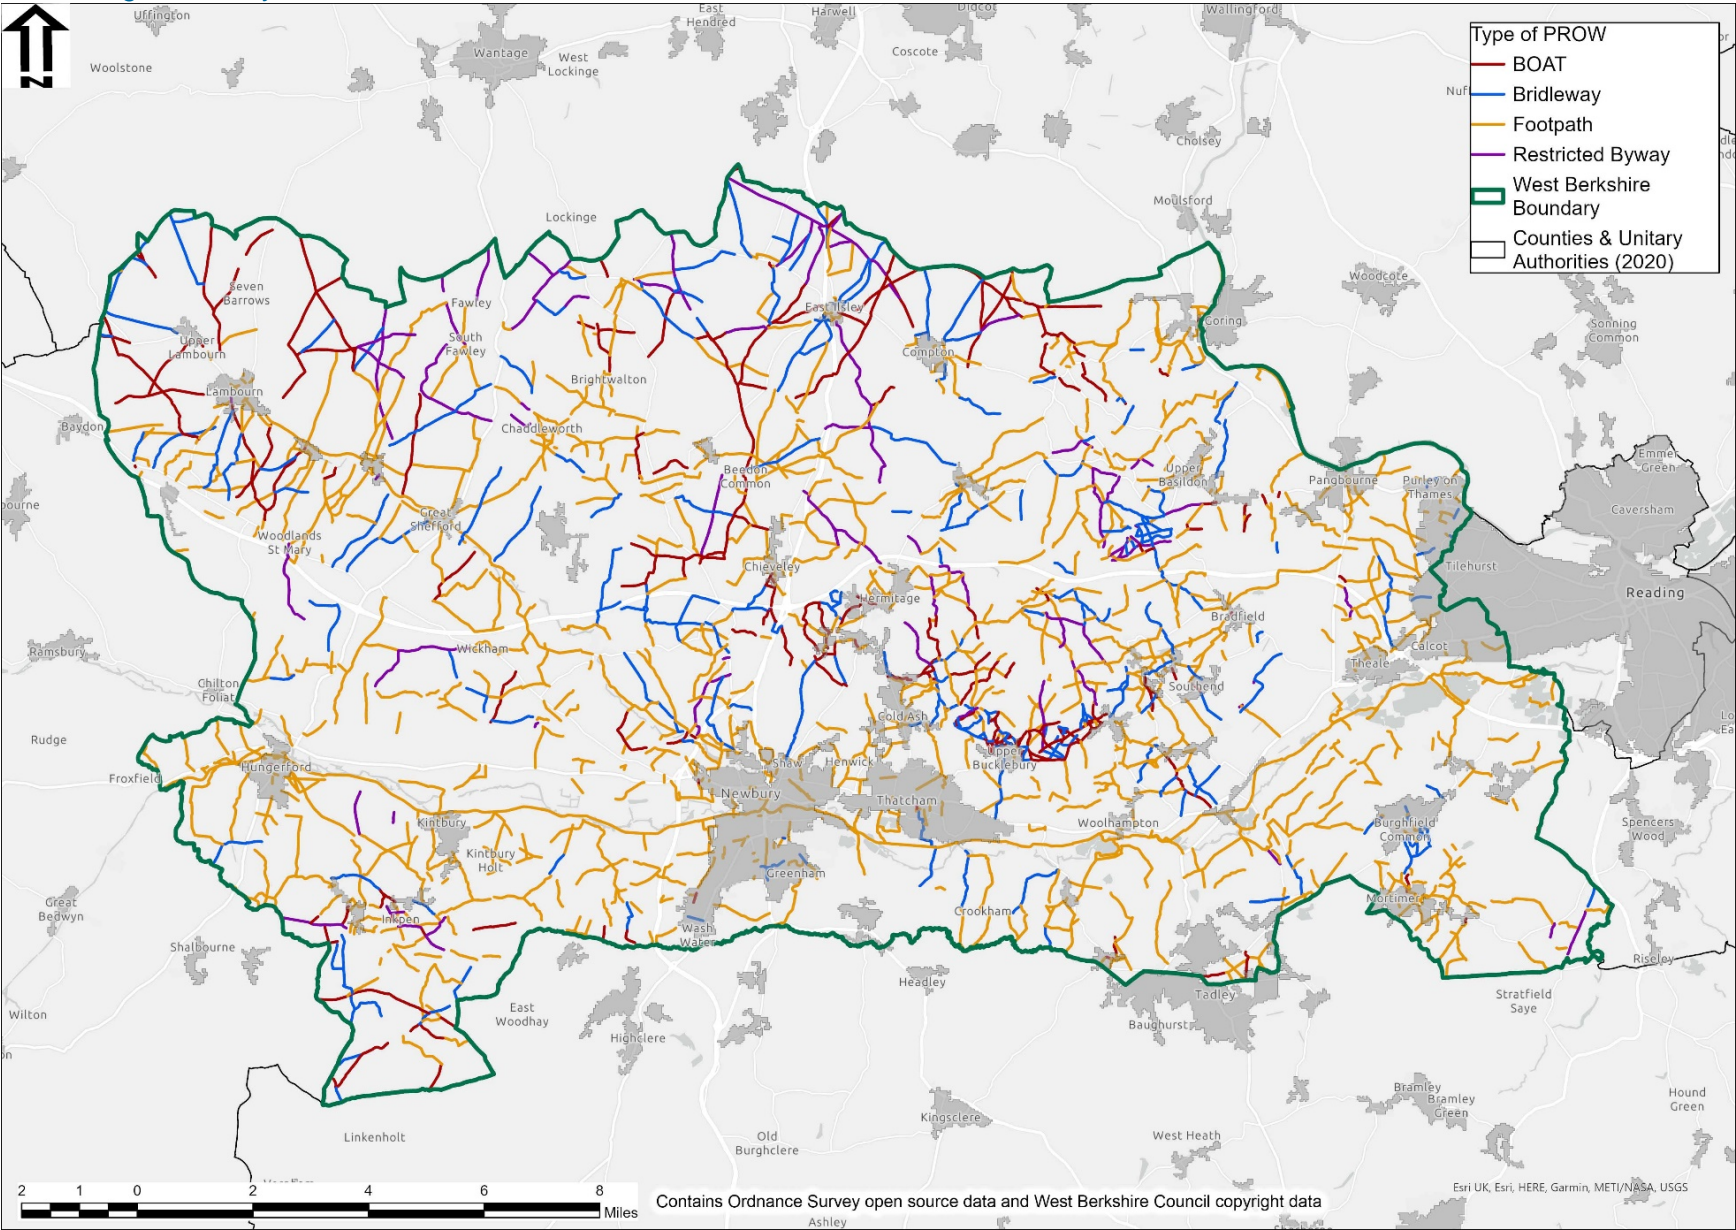 Uffington
East
Hendred
Harwell
Didcot
Wallingford
Woolstone
Wantage
West
Lockinge
Coscote
Cholsey
Moulsford
Lockinge
N
Type of PROW
BOAT
Bridleway
Footpath
Restricted Byway
West Berkshire
Boundary
Counties & Unitary
Authorities (2020)
Nuf
Woodcote
Sonning
Common
Goring
Seven
Barrows
Fawley
South
Fawley
East Ilsley
Upper
Lambourn
Compton
Lambourn
Brightwalton
Baydon
Chaddleworth
Beedon
Common
Upper
Basildon
Pangbourne
Purley on
Thames
Emmer
Green
Caversham
bourne
Great
Shefford
Woodlands
St Mary
Chieveley
Tilehurst
Hermitage
Reading
Bradfield
Ramsbury
Wickham
Calcot
Theale
Chilton
Foliat
Southend
Cold Ash
Rudge
Froxfield
Hungerford
Shaw
Henwick
Upper
Bucklebury
Newbury
Thatcham
Kintbury
Woolhampton
Burghfield
Common
Spencers
Wood
Kintbury
Holt
Greenham
Great
Bedwyn
Inkpen
Crookham
Mortimer
Wash
Water
Shalbourne
Riseley
Headley
Tadley
Stratfield
Saye
Wilton
East
Woodhay
Highclere
Baughurst
Bramley
Bramley
Green
Hound
Green
Kingsclere
Linkenholt
Old
Burghclere
West Heath
2 1 0 2 4 6 8
Miles
Contains Ordnance Survey open source data and West Berkshire Council copyright data
Esri UK, Esri, HERE, Garmin, METI/NASA, USGS
Ashley